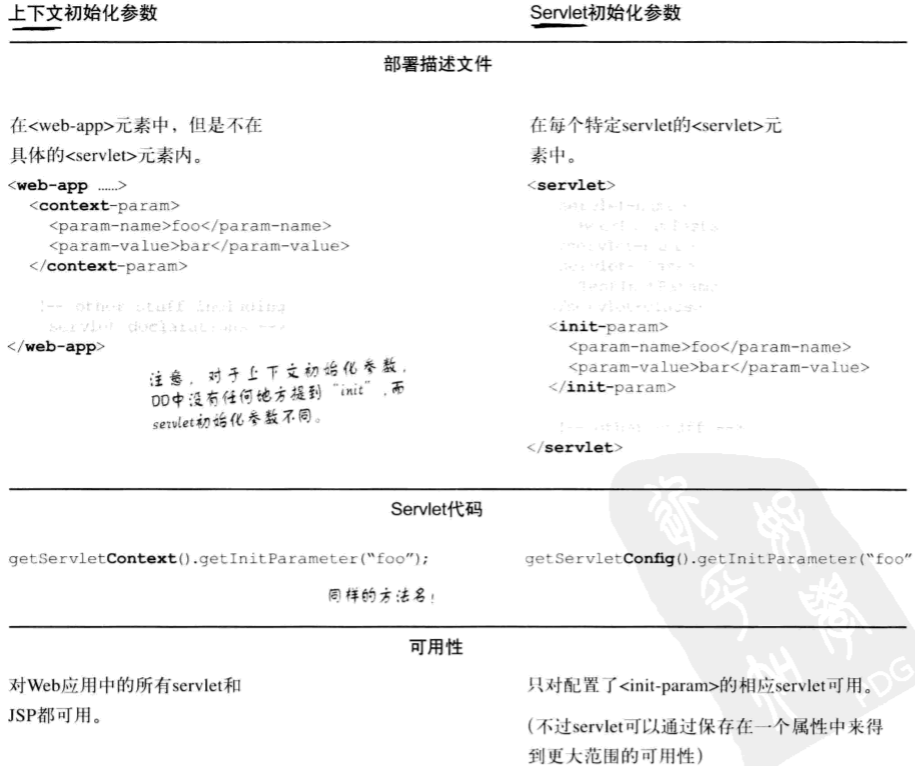 上下文初始化参数
Servlet初始化参数
部署描述文件
在<web-app>元素中，但是不在
具体的<servlet>元素内。
<web-app ……>
<context-param>
<param-name>foo</param-name>
<param-value>bar</param-value>
</context-param>
<!-- other stuff including
servlet declarations -->
</web-app>
注意，对于上下文初始化参数，
DD中没有任何地方提到“init”，而
servlet初始化参数不同。
在每个特定servlet的<servlet>元
素中。
<servlet>
<init-param>
<param-name>foo</param-name>
<param-value>bar</param-value>
</init-param>
<!-- other stuff -->
</servlet>
Servlet代码
getServletContext().getInitParameter(“foo”);
getServletConfig().getInitParameter(“foo”
同样的方法名！
可用性
对Web应用中的所有servlet和
JSP都可用。
只对配置了<init-param>的相应servlet可用。
(不过servlet可以通过保存在一个属性中来得
到更大范围的可用性)
PDG